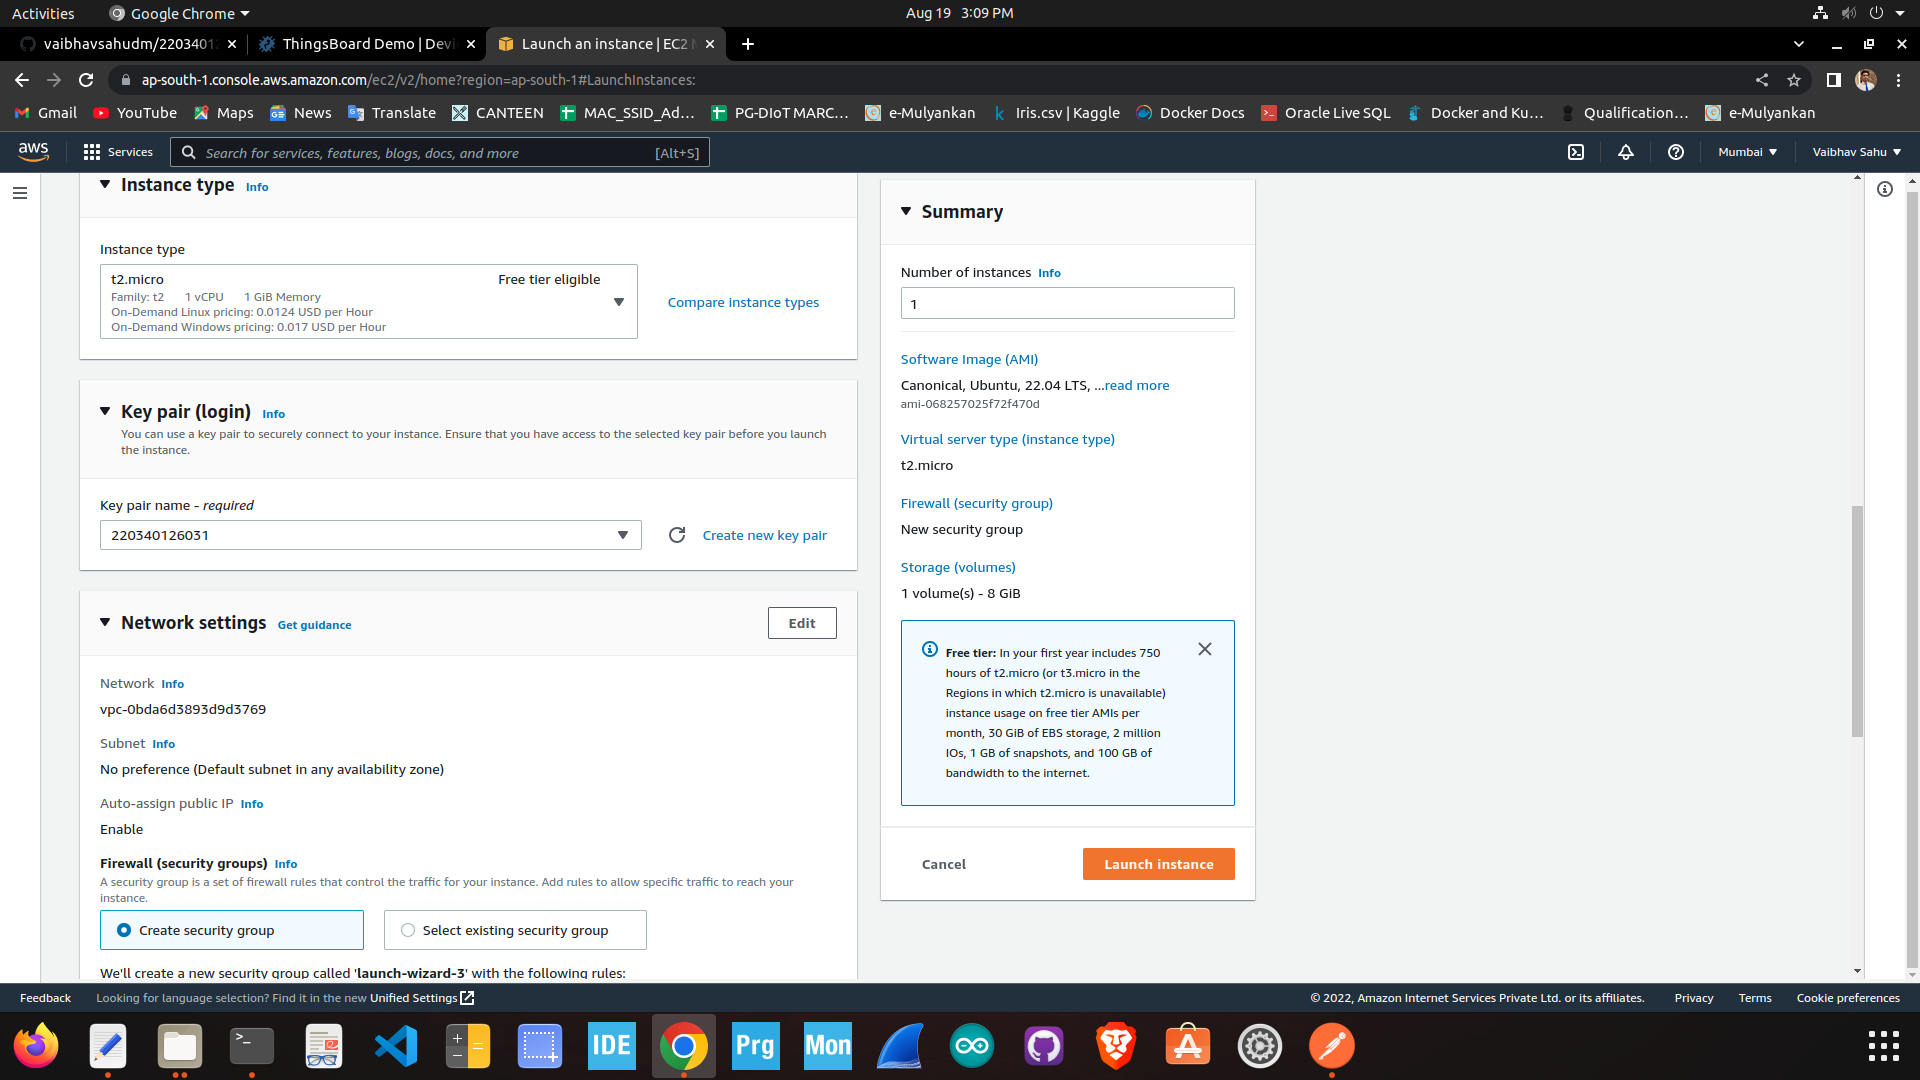 Activities
Google Chrome
Aug 19 3:09 PM
vaibhavsahudm/2203401
ThingsBoard Demo | Devi
Launch an instance | EC2 M
ap-south-1.console.aws.amazon.com/ec2/v2/home?region=ap-south-1#LaunchInstances:
Gmail
YouTube
Maps
News
Translate
CANTEEN
MAC_SSID_Ad...
PG-DIoT MARC...
e-Mulyankan
Iris.csv | Kaggle
Docker Docs
Oracle Live SQL
Docker and Ku...
Qualification...
e-Mulyankan
aws
Services
Search for services, features, blogs, docs, and more
[Alt+S]
Mumbai
Vaibhav Sahu
Instance type Info
Instance type
t2.micro
Free tier eligible
Family: t2 1 vCPU 1 GiB Memory
On-Demand Linux pricing: 0.0124 USD per Hour
On-Demand Windows pricing: 0.017 USD per Hour
Compare instance types
Key pair (login) Info
You can use a key pair to securely connect to your instance. Ensure that you have access to the selected key pair before you launch
the instance.
Key pair name - required
220340126031
Create new key pair
Network settings Get guidance
Edit
Network Info
vpc-0bda6d3893d9d3769
Subnet Info
No preference (Default subnet in any availability zone)
Auto-assign public IP Info
Enable
Firewall (security groups) Info
A security group is a set of firewall rules that control the traffic for your instance. Add rules to allow specific traffic to reach your
instance.
Create security group
Select existing security group
We'll create a new security group called 'launch-wizard-3' with the following rules:
Summary
Number of instances Info
1
Software Image (AMI)
Canonical, Ubuntu, 22.04 LTS, ...read more
ami-068257025f72f470d
Virtual server type (instance type)
t2.micro
Firewall (security group)
New security group
Storage (volumes)
1 volume(s) - 8 GiB
Free tier: In your first year includes 750
hours of t2.micro (or t3.micro in the
Regions in which t2.micro is unavailable)
instance usage on free tier AMIs per
month, 30 GiB of EBS storage, 2 million
IOs, 1 GB of snapshots, and 100 GB of
bandwidth to the internet.
Cancel
Launch instance
Feedback
Looking for language selection? Find it in the new Unified Settings
© 2022, Amazon Internet Services Private Ltd. or its affiliates.
Privacy
Terms
Cookie preferences
IDE
Prg
Mon